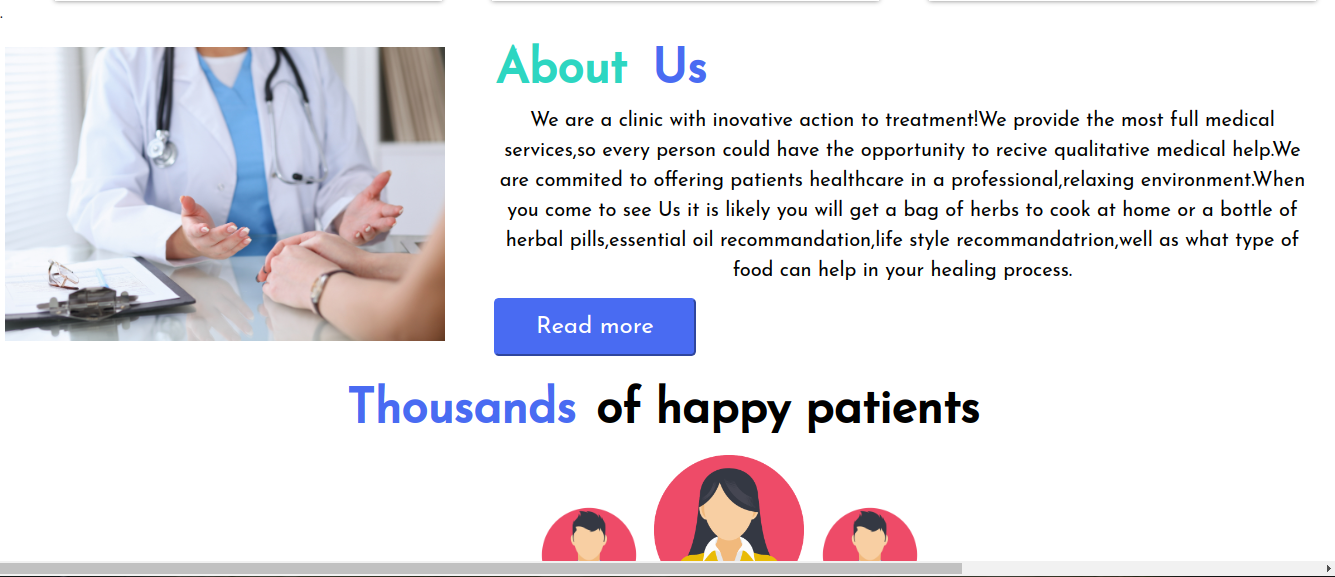 .
About Us
We are a clinic with inovative action to treatment!We provide the most full medical
services,so every person could have the opportunity to recive qualitative medical help.We
are commited to offering patients healthcare in a professional,relaxing environment.When
you come to see Us it is likely you will get a bag of herbs to cook at home or a bottle of
herbal pills,essential oil recommandation,life style recommandatrion,well as what type of
food can help in your healing process.
Read more
Thousands of happy patients